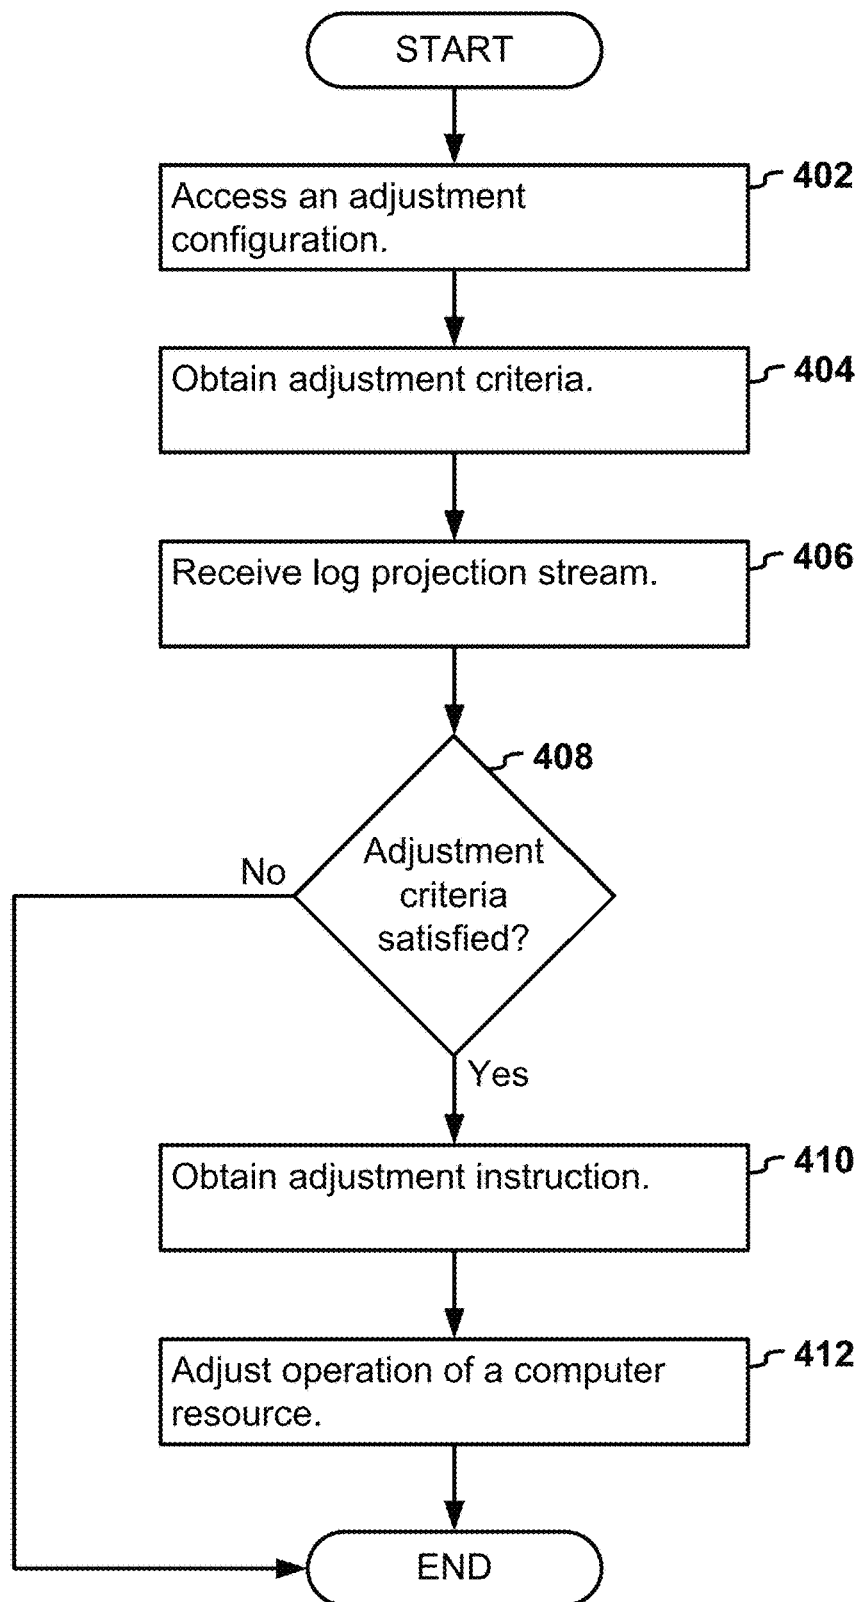 START
402
Access an adjustment
configuration.
404
Obtain adjustment criteria.
406
Receive log projection stream.
408
Adjustment
criteria
satisfied?
No
Yes
410
Obtain adjustment instruction.
412
Adjust operation of a computer
resource.
END